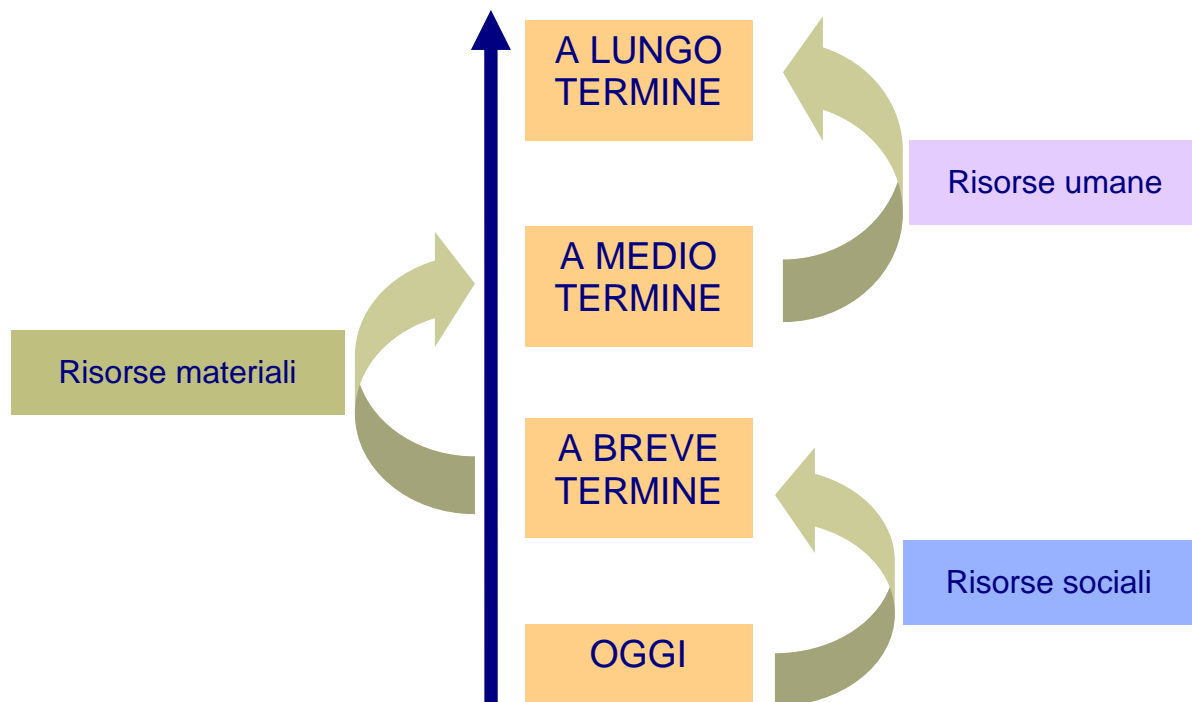 A LUNGO
TERMINE
Risorse umane
A MEDIO
TERMINE
Risorse materiali
A BREVE
TERMINE
Risorse sociali
OGGI